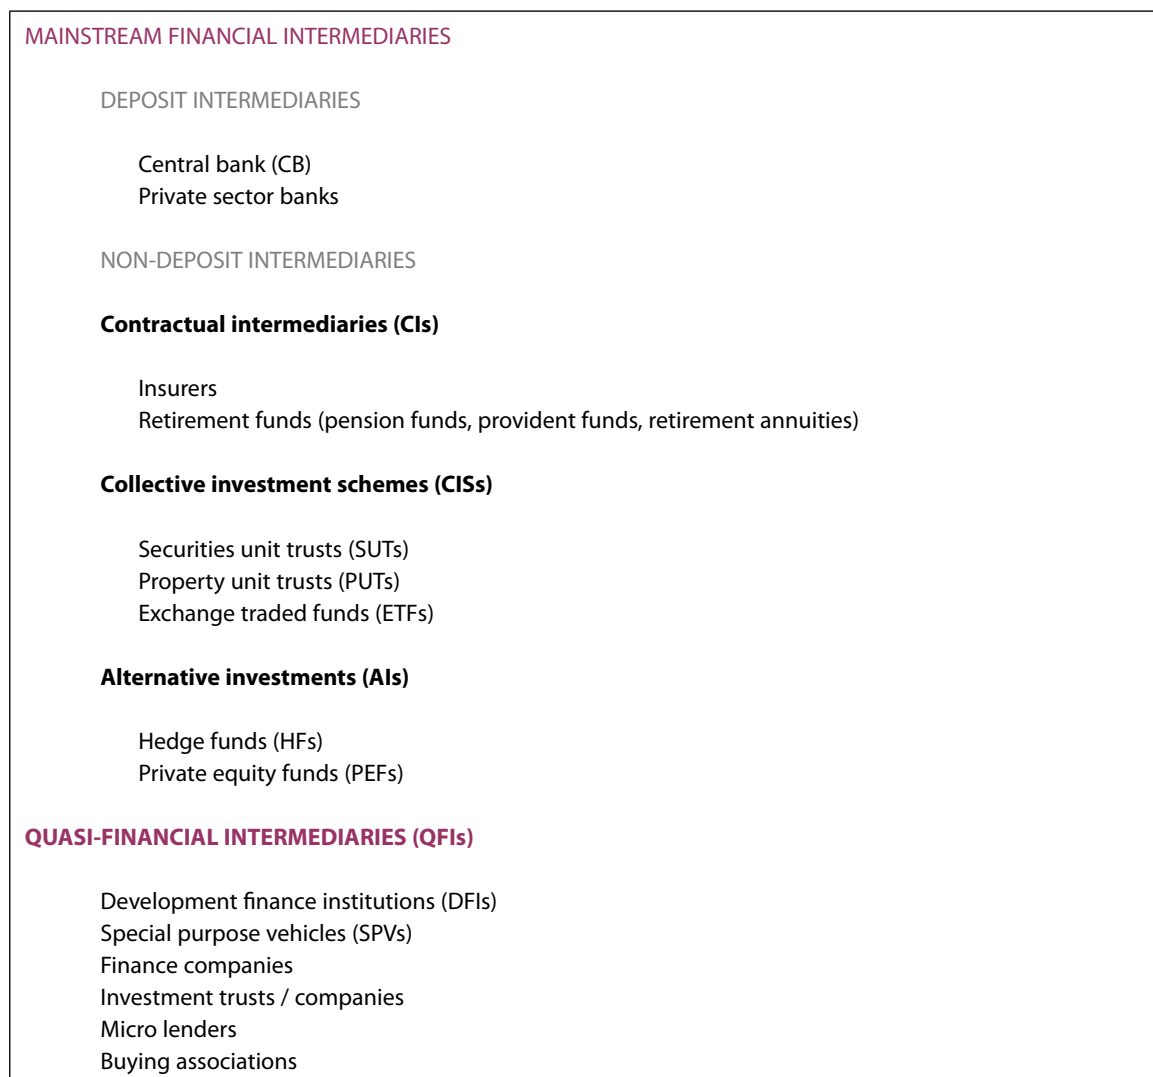 MAINSTREAM FINANCIAL INTERMEDIARIES
DEPOSIT INTERMEDIARIES
Central bank (CB)
Private sector banks
NON-DEPOSIT INTERMEDIARIES
Contractual intermediaries (CIs)
Insurers
Retirement funds (pension funds, provident funds, retirement annuities)
Collective investment schemes (CISs)
Securities unit trusts (SUTs)
Property unit trusts (PUTs)
Exchange traded funds (ETFs)
Alternative investments (AIs)
Hedge funds (HFs)
Private equity funds (PEFs)
QUASI-FINANCIAL INTERMEDIARIES (QFIs)
Development finance institutions (DFIs)
Special purpose vehicles (SPVs)
Finance companies
Investment trusts / companies
Micro lenders
Buying associations